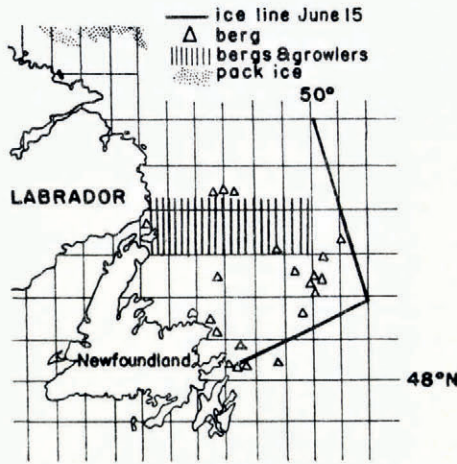 ice line June 15
berg
bergs & growlers
pack ice
50°
LABRADOR
Newfoundland
48°N